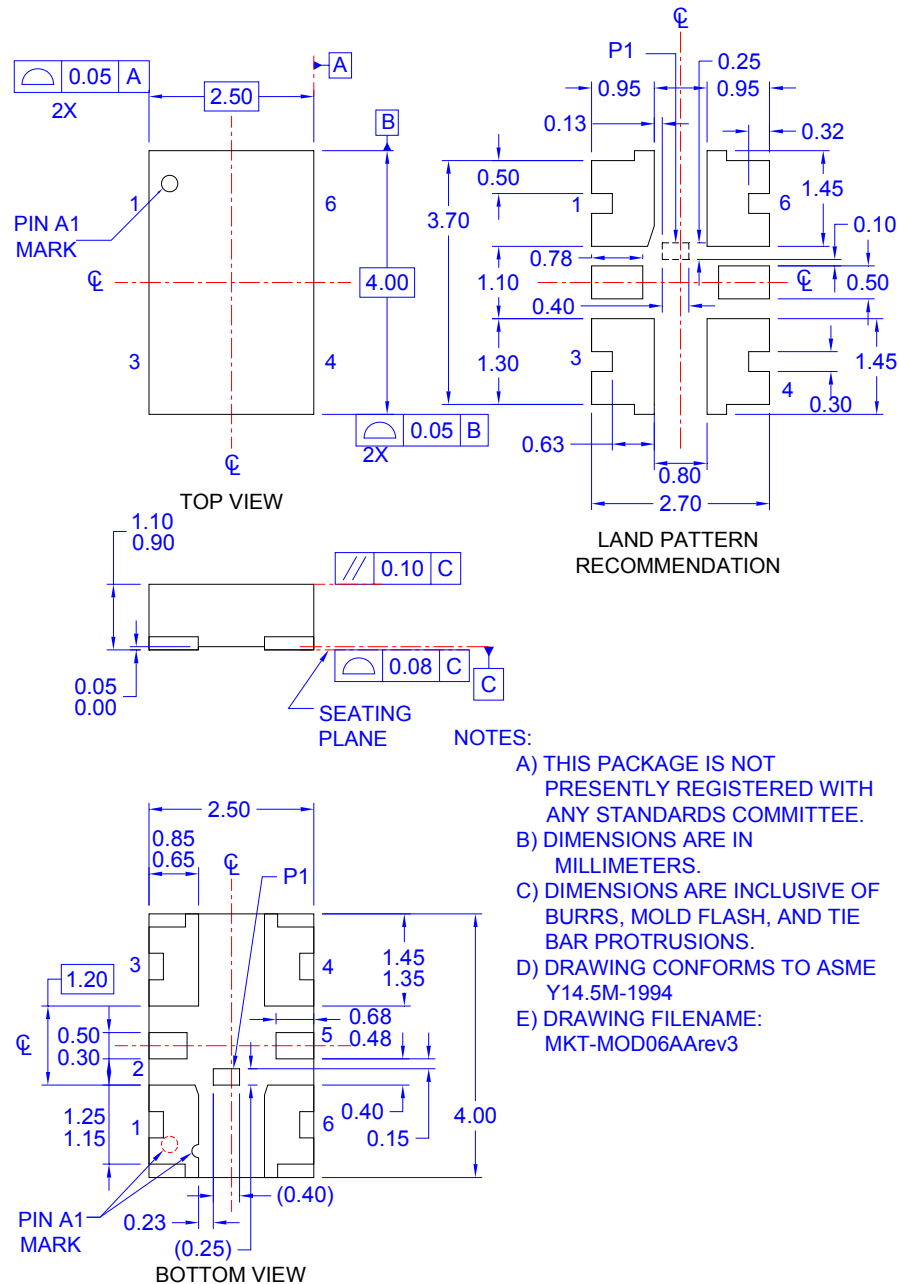 ℄
P1
0.05 A
2X
A
2.50
0.25
0.95
0.95
0.13
0.32
B
0.50
1
6
1.45
3.70
PIN A1
MARK
1
6
0.10
0.78
℄
4.00
1.10
℄
0.50
0.40
3
4
1.30
3
4
1.45
0.30
0.05 B
2X
0.63
℄
0.80
2.70
TOP VIEW
LAND PATTERN
RECOMMENDATION
1.10
0.90
// 0.10 C
0.08 C
C
0.05
0.00
SEATING
PLANE
NOTES:
A) THIS PACKAGE IS NOT
PRESENTLY REGISTERED WITH
ANY STANDARDS COMMITTEE.
B) DIMENSIONS ARE IN
MILLIMETERS.
C) DIMENSIONS ARE INCLUSIVE OF
BURRS, MOLD FLASH, AND TIE
BAR PROTRUSIONS.
D) DRAWING CONFORMS TO ASME
Y14.5M-1994
E) DRAWING FILENAME:
MKT-MOD06AArev3
2.50
0.85
0.65
℄
P1
3
4
1.45
1.35
1.20
0.50
0.30
℄
0.68
0.48
5
2
1.25
1.15
1
6
0.40
0.15
4.00
PIN A1
MARK
0.23
(0.40)
(0.25)
BOTTOM VIEW